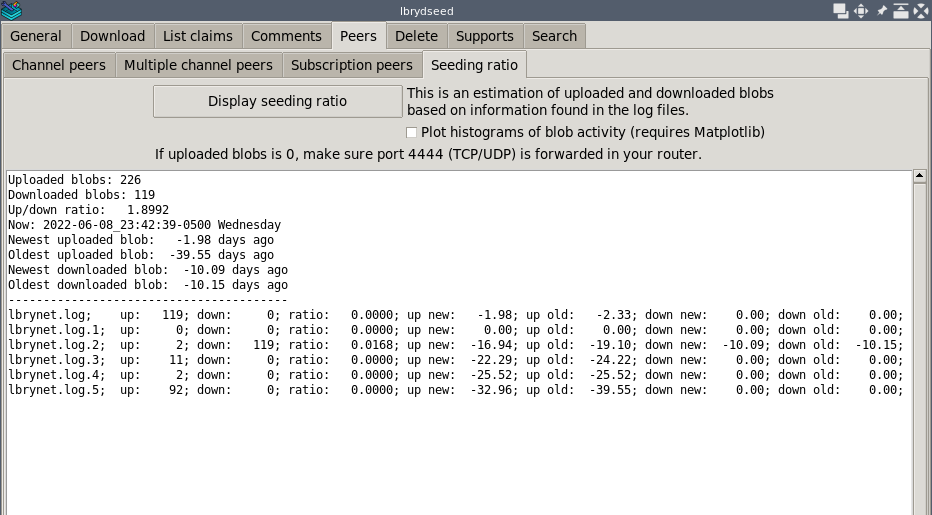 lbrydseed
General Download List claims Comments Peers Delete Supports Search
Channel peers Multiple channel peers Subscription peers Seeding ratio
Display seeding ratio
This is an estimation of uploaded and downloaded blobs
based on information found in the log files.
Plot histograms of blob activity (requires Matplotlib)
If uploaded blobs is 0, make sure port 4444 (TCP/UDP) is forwarded in your router.
Uploaded blobs: 226
Downloaded blobs: 119
Up/down ratio:   1.8992
Now: 2022-06-08_23:42:39-0500 Wednesday
Newest uploaded blob:   -1.98 days ago
Oldest uploaded blob:  -39.55 days ago
Newest downloaded blob:  -10.09 days ago
Oldest downloaded blob:  -10.15 days ago
----------------------------------------
lbrynet.log;    up:   119; down:     0; ratio:   0.0000; up new:   -1.98; up old:   -2.33; down new:    0.00; down old:    0.00;
lbrynet.log.1;  up:     0; down:     0; ratio:   0.0000; up new:    0.00; up old:    0.00; down new:    0.00; down old:    0.00;
lbrynet.log.2;  up:     2; down:   119; ratio:   0.0168; up new:  -16.94; up old:  -19.10; down new:  -10.09; down old:  -10.15;
lbrynet.log.3;  up:    11; down:     0; ratio:   0.0000; up new:  -22.29; up old:  -24.22; down new:    0.00; down old:    0.00;
lbrynet.log.4;  up:     2; down:     0; ratio:   0.0000; up new:  -25.52; up old:  -25.52; down new:    0.00; down old:    0.00;
lbrynet.log.5;  up:    92; down:     0; ratio:   0.0000; up new:  -32.96; up old:  -39.55; down new:    0.00; down old:    0.00;